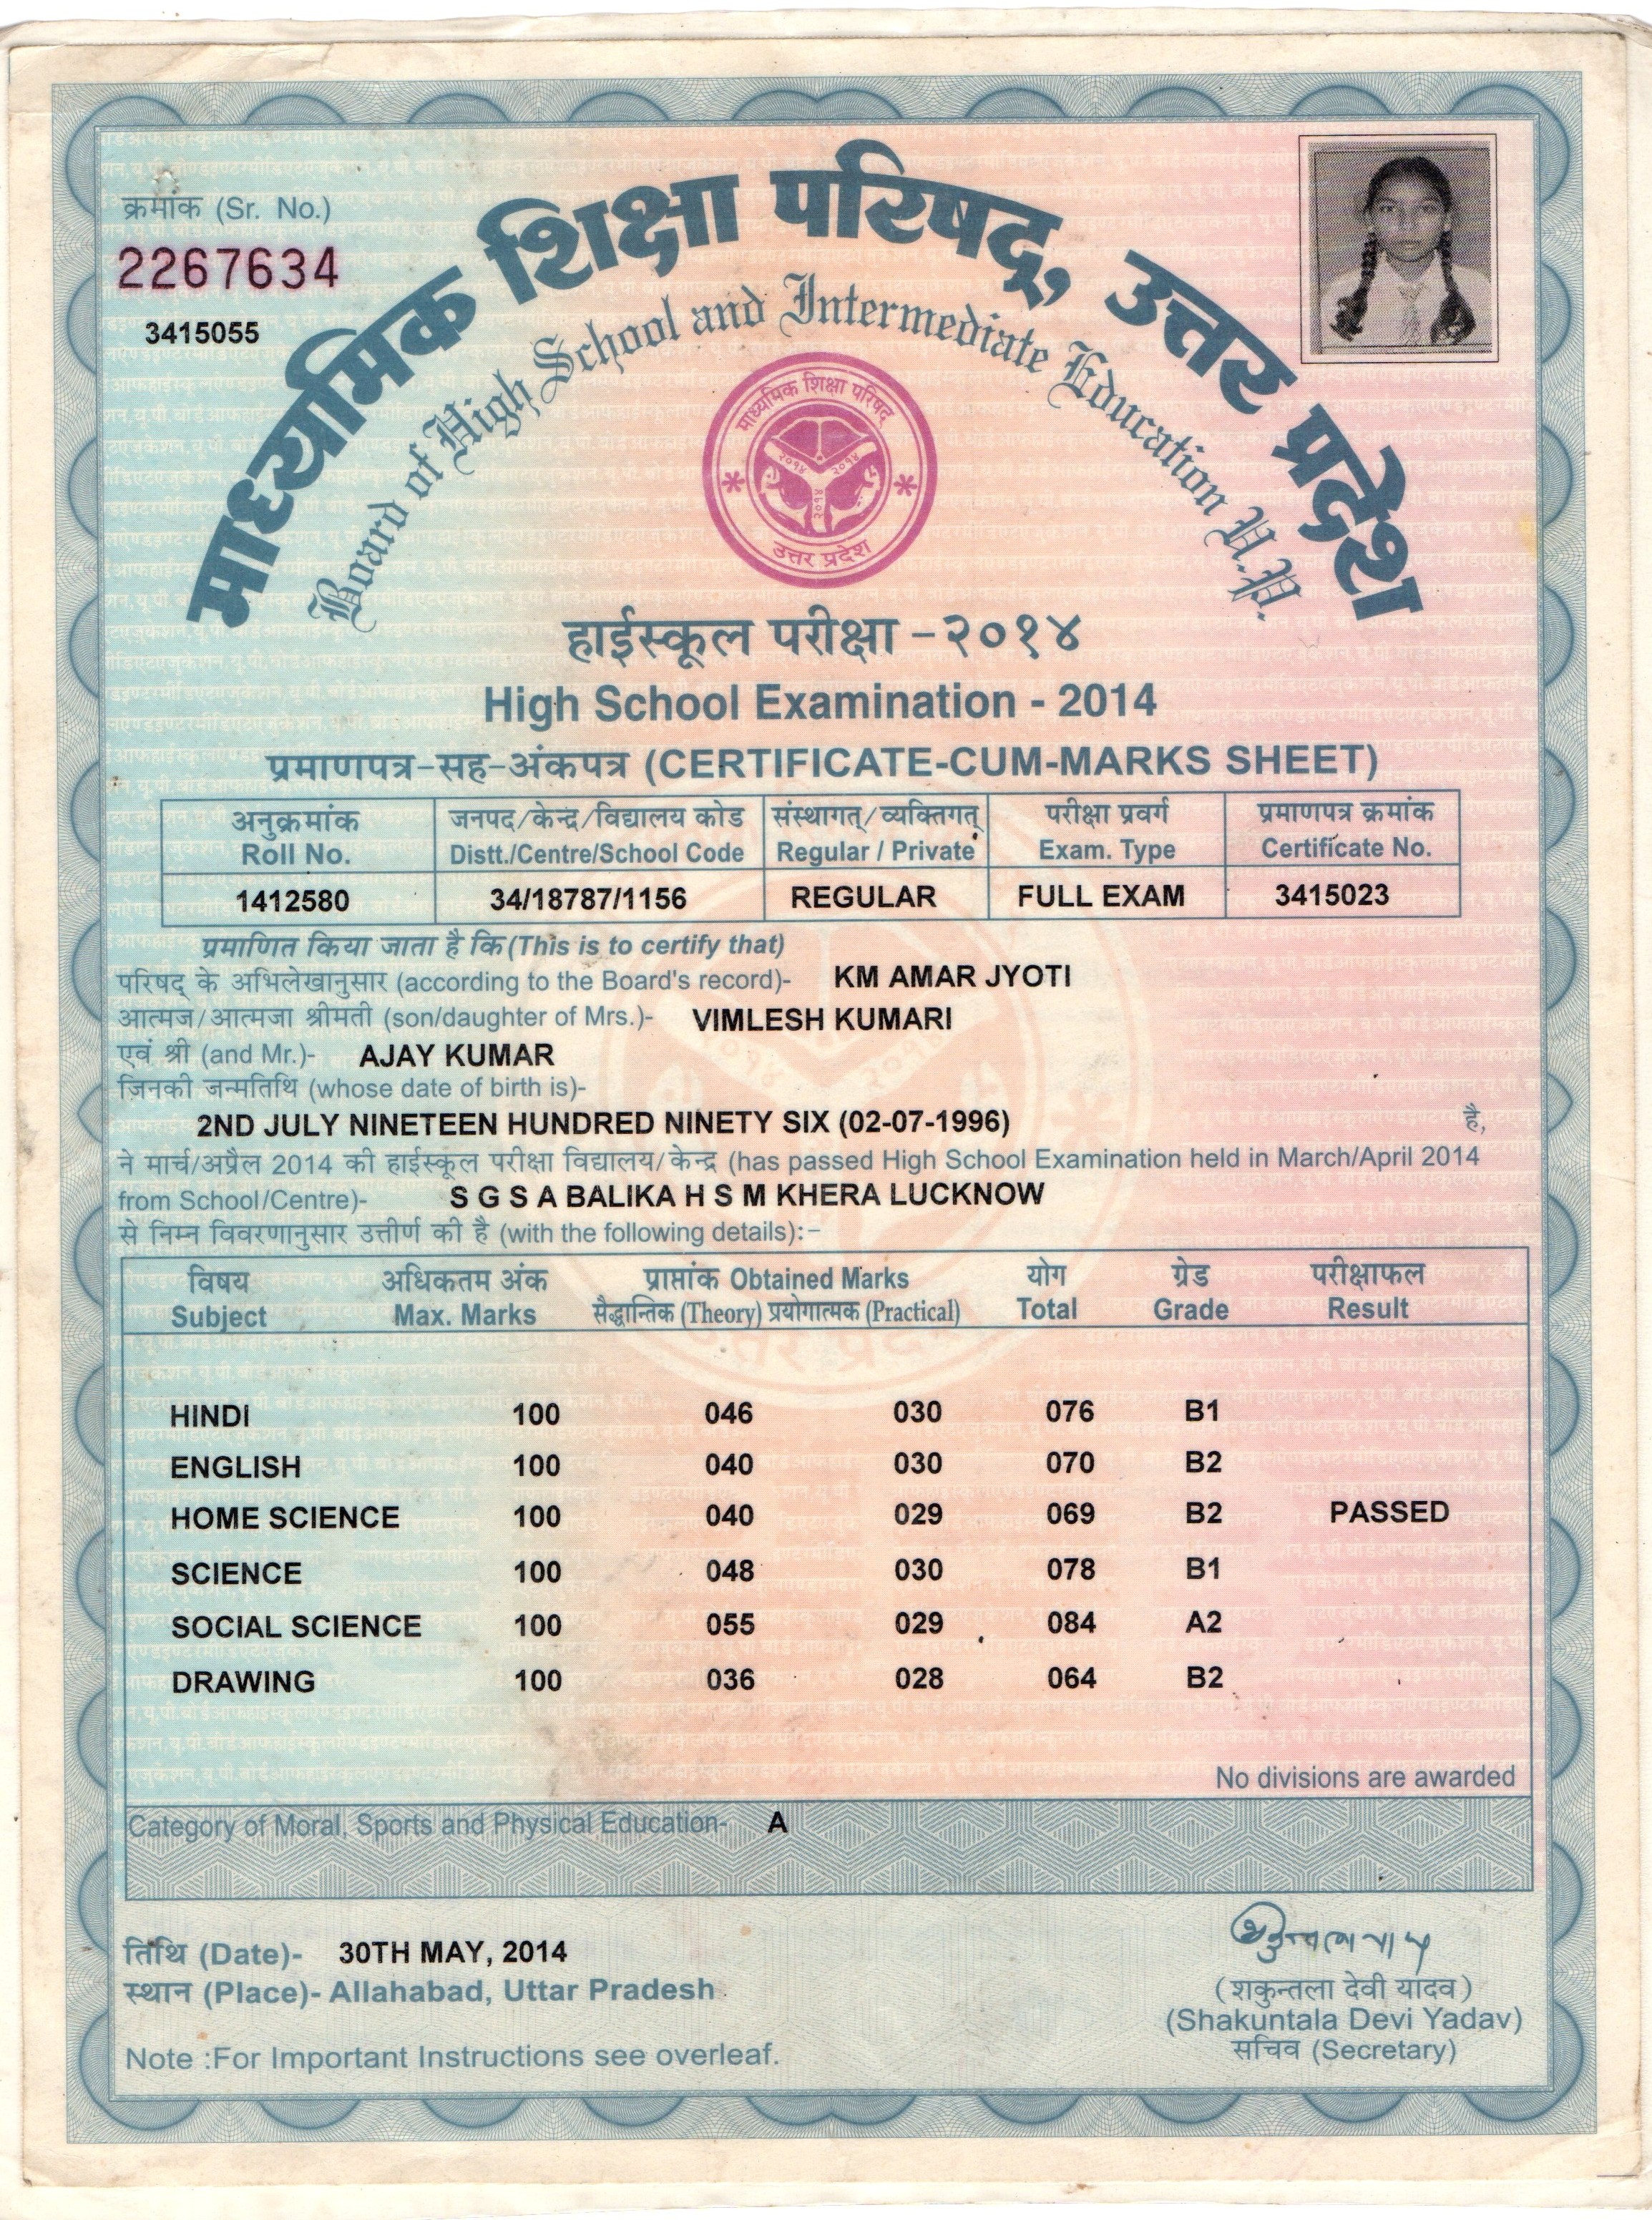 क्रमांक (Sr. No.)
2267634
3415055
माध्यमिक शिक्षा परिषद्, उत्तर प्रदेश
Board of High School and Intermediate Education U.P.
माध्यमिक शिक्षा परिषद्
२०१४ २०१४
२०१४
उत्तर प्रदेश
हाईस्कूल परीक्षा -२०१४
High School Examination - 2014
प्रमाणपत्र-सह-अंकपत्र (CERTIFICATE-CUM-MARKS SHEET)
अनुक्रमांक जनपद/केन्द्र/विद्यालय कोड संस्थागत्/व्यक्तिगत् परीक्षा प्रवर्ग प्रमाणपत्र क्रमांक
Roll No. Distt./Centre/School Code Regular / Private Exam. Type Certificate No.
1412580 34/18787/1156 REGULAR FULL EXAM 3415023
प्रमाणित किया जाता है कि (This is to certify that)
परिषद् के अभिलेखानुसार (according to the Board's record)- KM AMAR JYOTI
आत्मज/आत्मजा श्रीमती (son/daughter of Mrs.)- VIMLESH KUMARI
एवं श्री (and Mr.)- AJAY KUMAR
जिनकी जन्मतिथि (whose date of birth is)-
2ND JULY NINETEEN HUNDRED NINETY SIX (02-07-1996) है,
ने मार्च/अप्रैल 2014 की हाईस्कूल परीक्षा विद्यालय/केन्द्र (has passed High School Examination held in March/April 2014
from School/Centre)- S G S A BALIKA H S M KHERA LUCKNOW
से निम्न विवरणानुसार उत्तीर्ण की है (with the following details):-
विषय अधिकतम अंक प्राप्तांक Obtained Marks योग ग्रेड परीक्षाफल
Subject Max. Marks सैद्धान्तिक (Theory) प्रयोगात्मक (Practical) Total Grade Result
HINDI 100 046 030 076 B1
ENGLISH 100 040 030 070 B2
HOME SCIENCE 100 040 029 069 B2 PASSED
SCIENCE 100 048 030 078 B1
SOCIAL SCIENCE 100 055 029 084 A2
DRAWING 100 036 028 064 B2
No divisions are awarded
Category of Moral, Sports and Physical Education- A
तिथि (Date)- 30TH MAY, 2014
स्थान (Place)- Allahabad, Uttar Pradesh
(शकुन्तला देवी यादव)
(Shakuntala Devi Yadav)
सचिव (Secretary)
Note :For Important Instructions see overleaf.